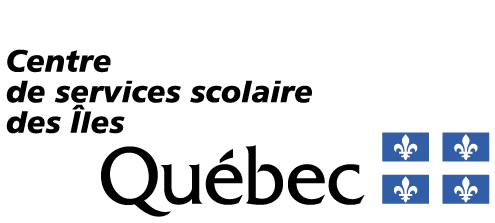 Centre
de services scolaire
des Îles
Québec